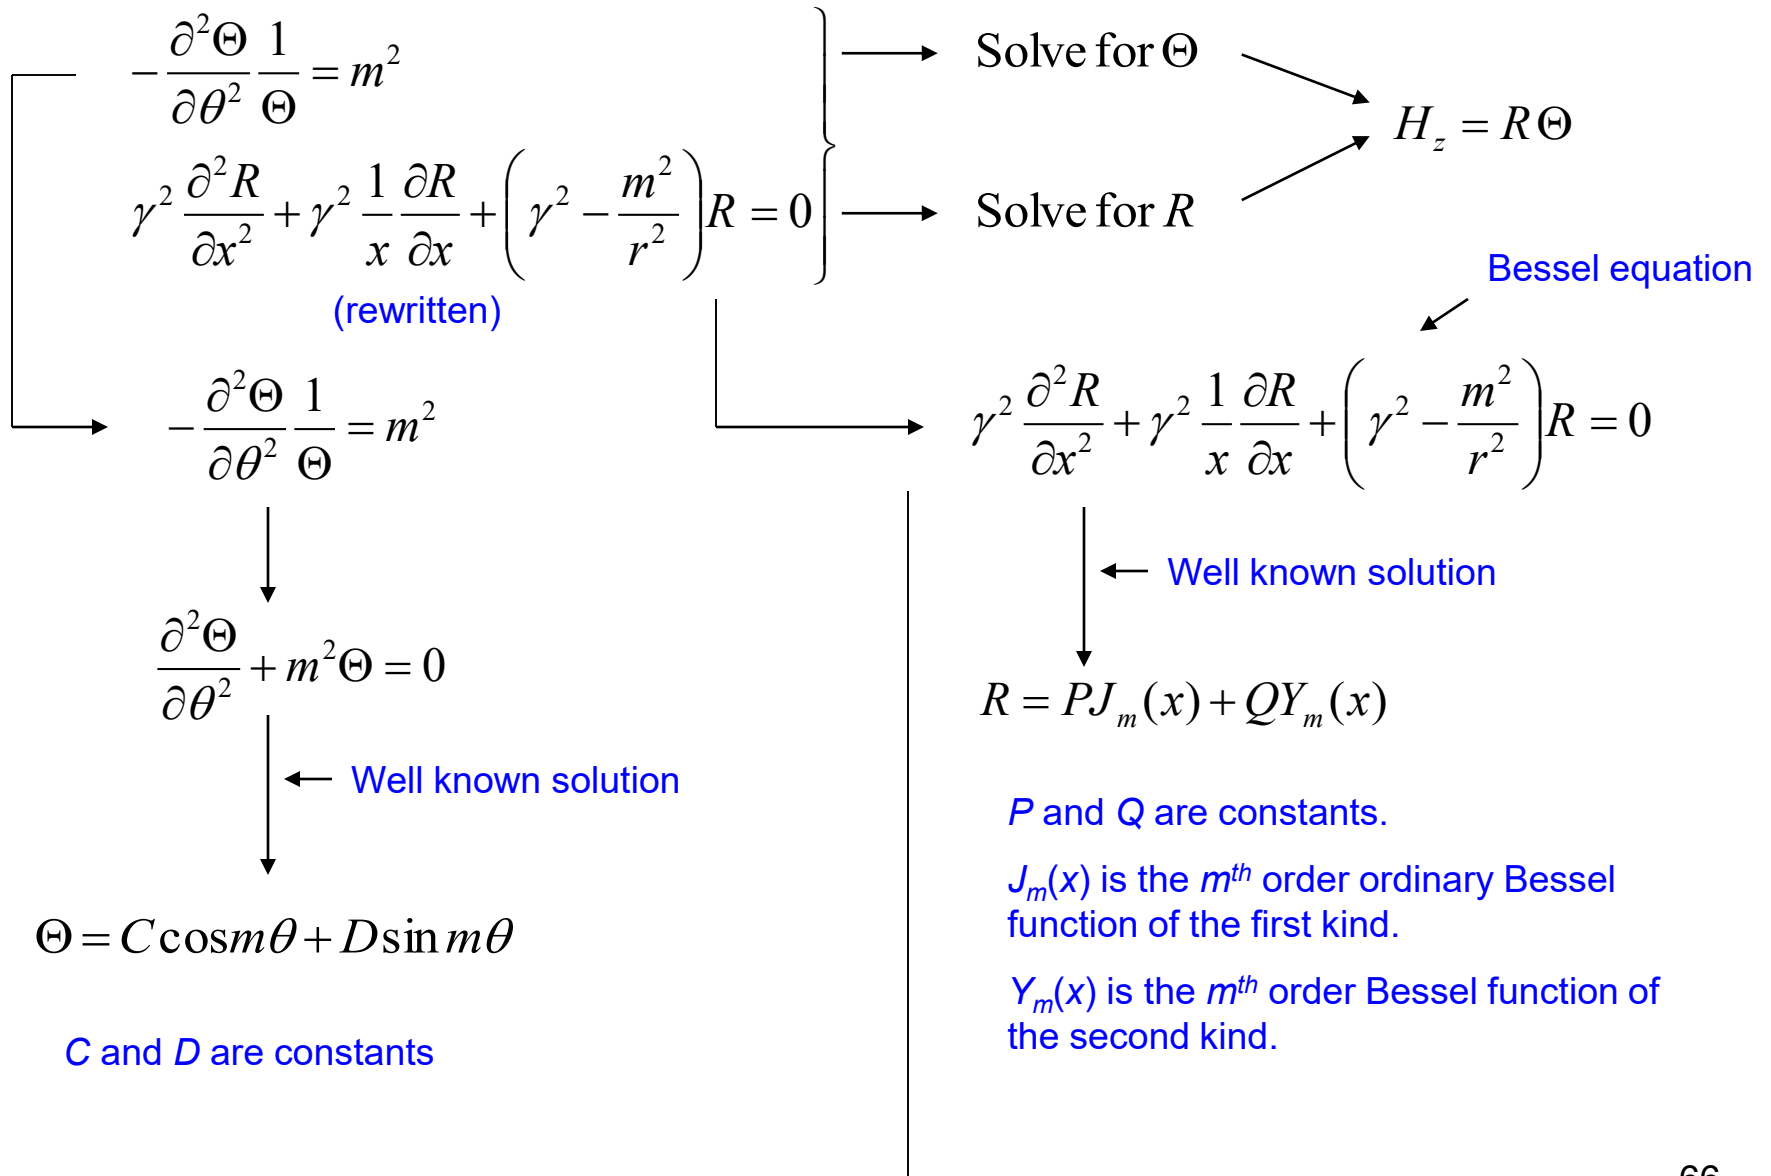 −∂²Θ/∂θ² 1/Θ = m²
Solve for Θ
H_z = RΘ
γ² ∂²R/∂x² + γ² 1/x ∂R/∂x + (γ² − m²/r²)R = 0
Solve for R
(rewritten)
Bessel equation
−∂²Θ/∂θ² 1/Θ = m²
γ² ∂²R/∂x² + γ² 1/x ∂R/∂x + (γ² − m²/r²)R = 0
Well known solution
∂²Θ/∂θ² + m²Θ = 0
R = PJ_m(x) + QY_m(x)
Well known solution
P and Q are constants.
J_m(x) is the mth order ordinary Bessel
function of the first kind.
Θ = C cos mθ + D sin mθ
Y_m(x) is the mth order Bessel function of
the second kind.
C and D are constants
66